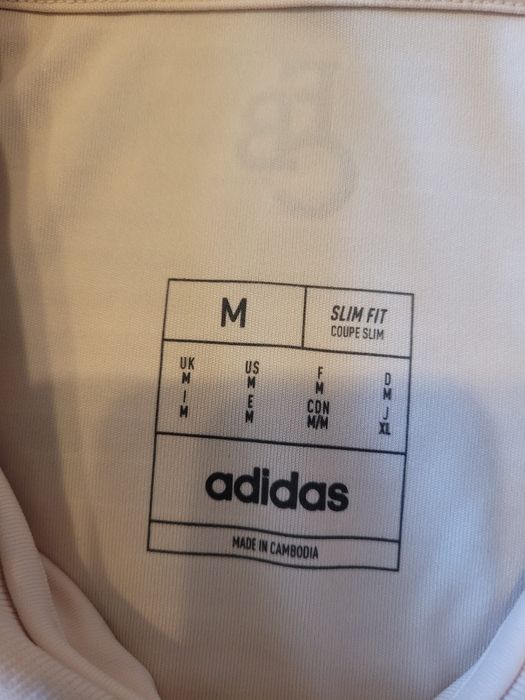 M
SLIM FIT
COUPE SLIM
UK US F D
M M M M
I E CDN J
M M M/M XL
adidas
MADE IN CAMBODIA